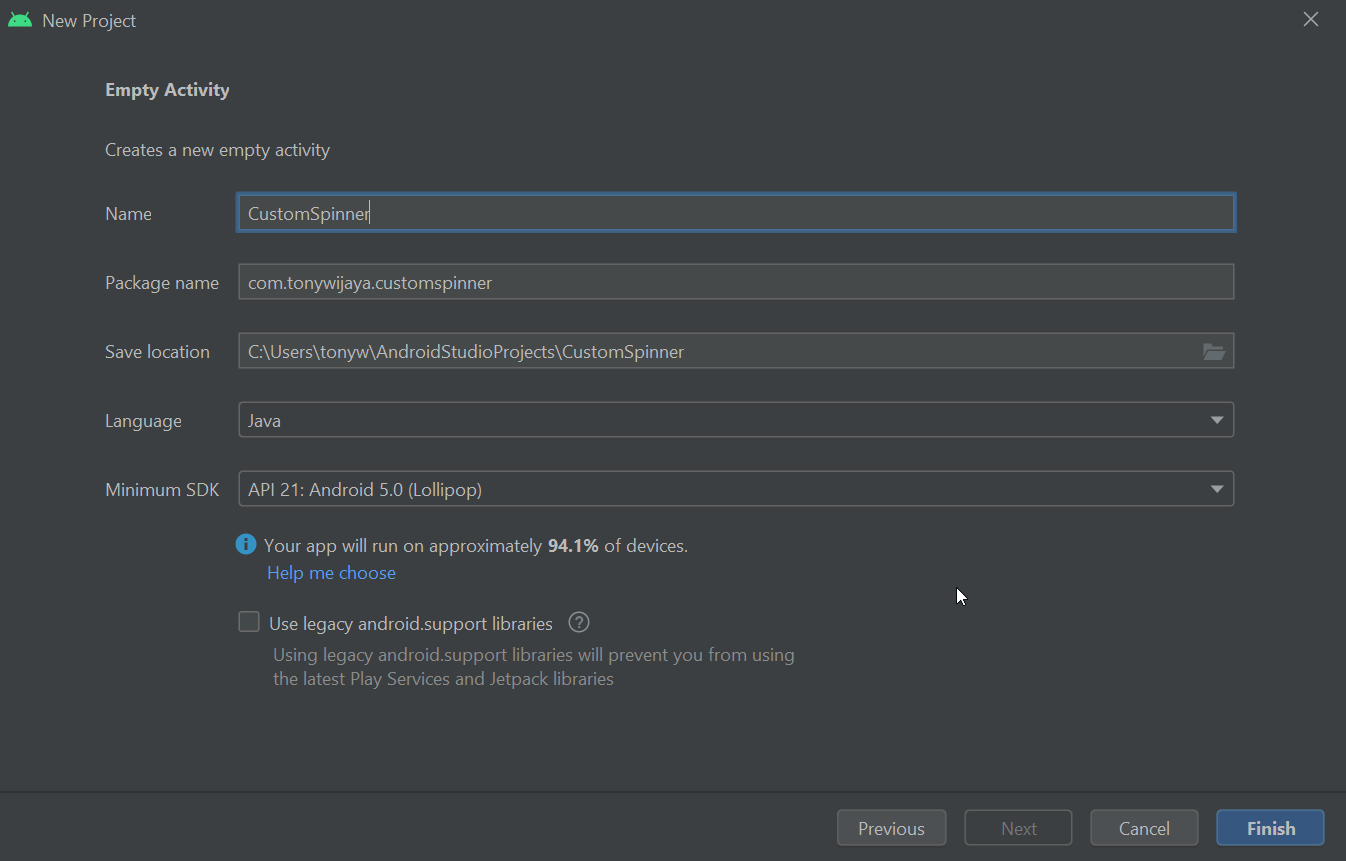 New Project
Empty Activity
Creates a new empty activity
Name
CustomSpinner
Package name
com.tonywijaya.customspinner
Save location
C:\Users\tonyw\AndroidStudioProjects\CustomSpinner
Language
Java
Minimum SDK
API 21: Android 5.0 (Lollipop)
Your app will run on approximately 94.1% of devices.
Help me choose
Use legacy android.support libraries
Using legacy android.support libraries will prevent you from using
the latest Play Services and Jetpack libraries
Previous
Next
Cancel
Finish